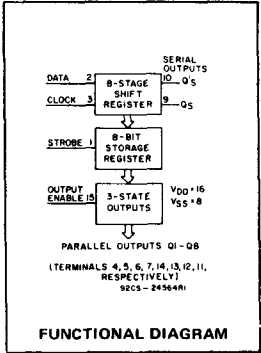 SERIAL
OUTPUTS
DATA 2
8-STAGE
SHIFT
REGISTER
10 Q'S
CLOCK 3
9 QS
STROBE 1
8-BIT
STORAGE
REGISTER
OUTPUT
ENABLE 15
3-STATE
OUTPUTS
VDD = 16
VSS = 8
PARALLEL OUTPUTS Q1-Q8
(TERMINALS 4, 5, 6, 7, 14, 13, 12, 11,
RESPECTIVELY)
92CS-24564R1
FUNCTIONAL DIAGRAM